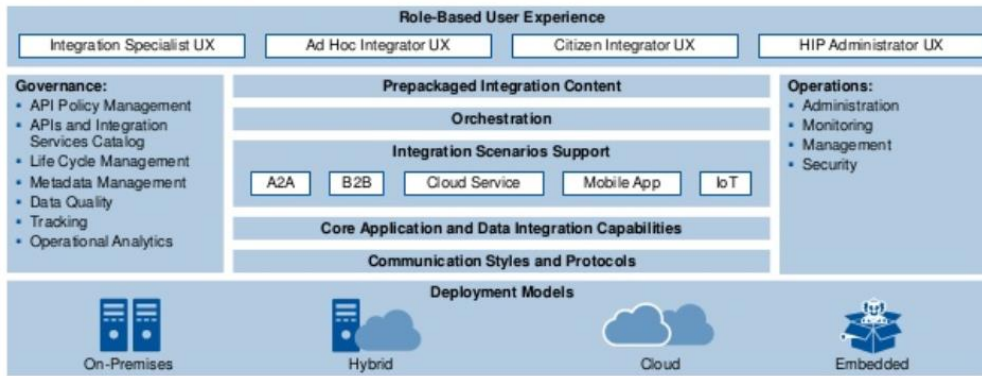 Role-Based User Experience
Integration Specialist UX
Ad Hoc Integrator UX
Citizen Integrator UX
HIP Administrator UX
Governance:
▪ API Policy Management
▪ APIs and Integration
Services Catalog
▪ Life Cycle Management
▪ Metadata Management
▪ Data Quality
▪ Tracking
▪ Operational Analytics
Prepackaged Integration Content
Orchestration
Integration Scenarios Support
A2A
B2B
Cloud Service
Mobile App
IoT
Core Application and Data Integration Capabilities
Communication Styles and Protocols
Operations:
▪ Administration
▪ Monitoring
▪ Management
▪ Security
Deployment Models
On-Premises
Hybrid
Cloud
Embedded